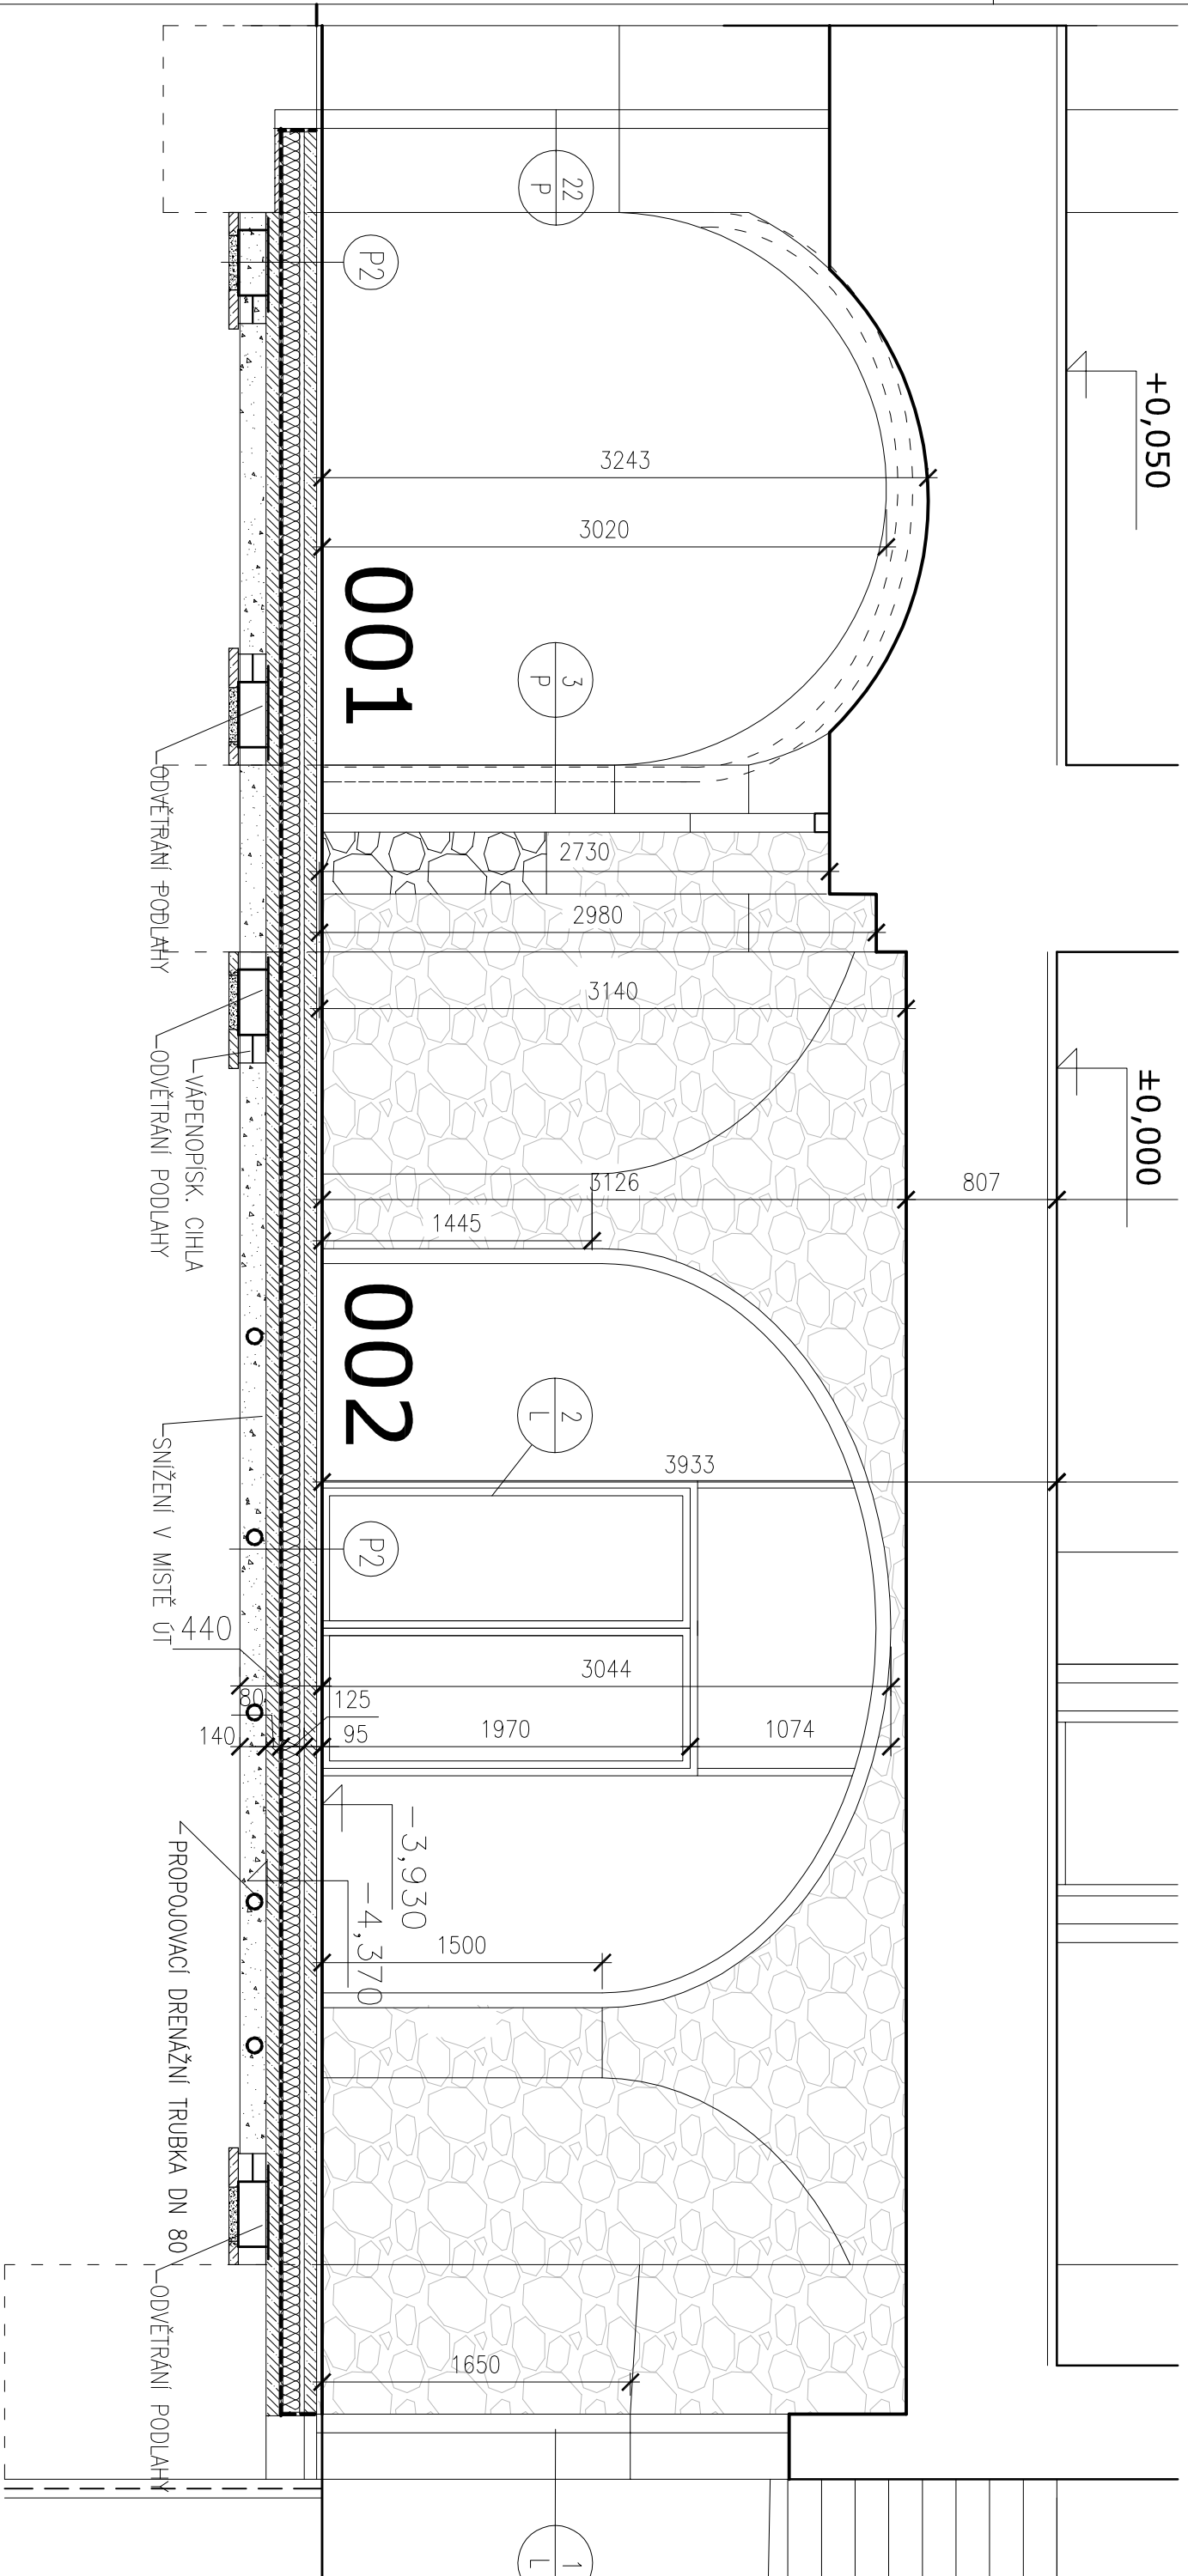 +0,050
±0,000
22
P
P2
3243
3020
001
3
P
2730
2980
3140
3126
807
1445
002
2
L
3933
P2
3044
440
80
125
140
95
1970
1074
-3,930
-4,370
1500
1650
1
L
ODVĚTRÁNÍ PODLAHY
ODVĚTRÁNÍ PODLAHY
VÁPENOPÍSK. CIHLA
SNÍŽENÍ V MÍSTĚ ÚT
PROPOJOVACÍ DRENÁŽNÍ TRUBKA DN 80
ODVĚTRÁNÍ PODLAHY